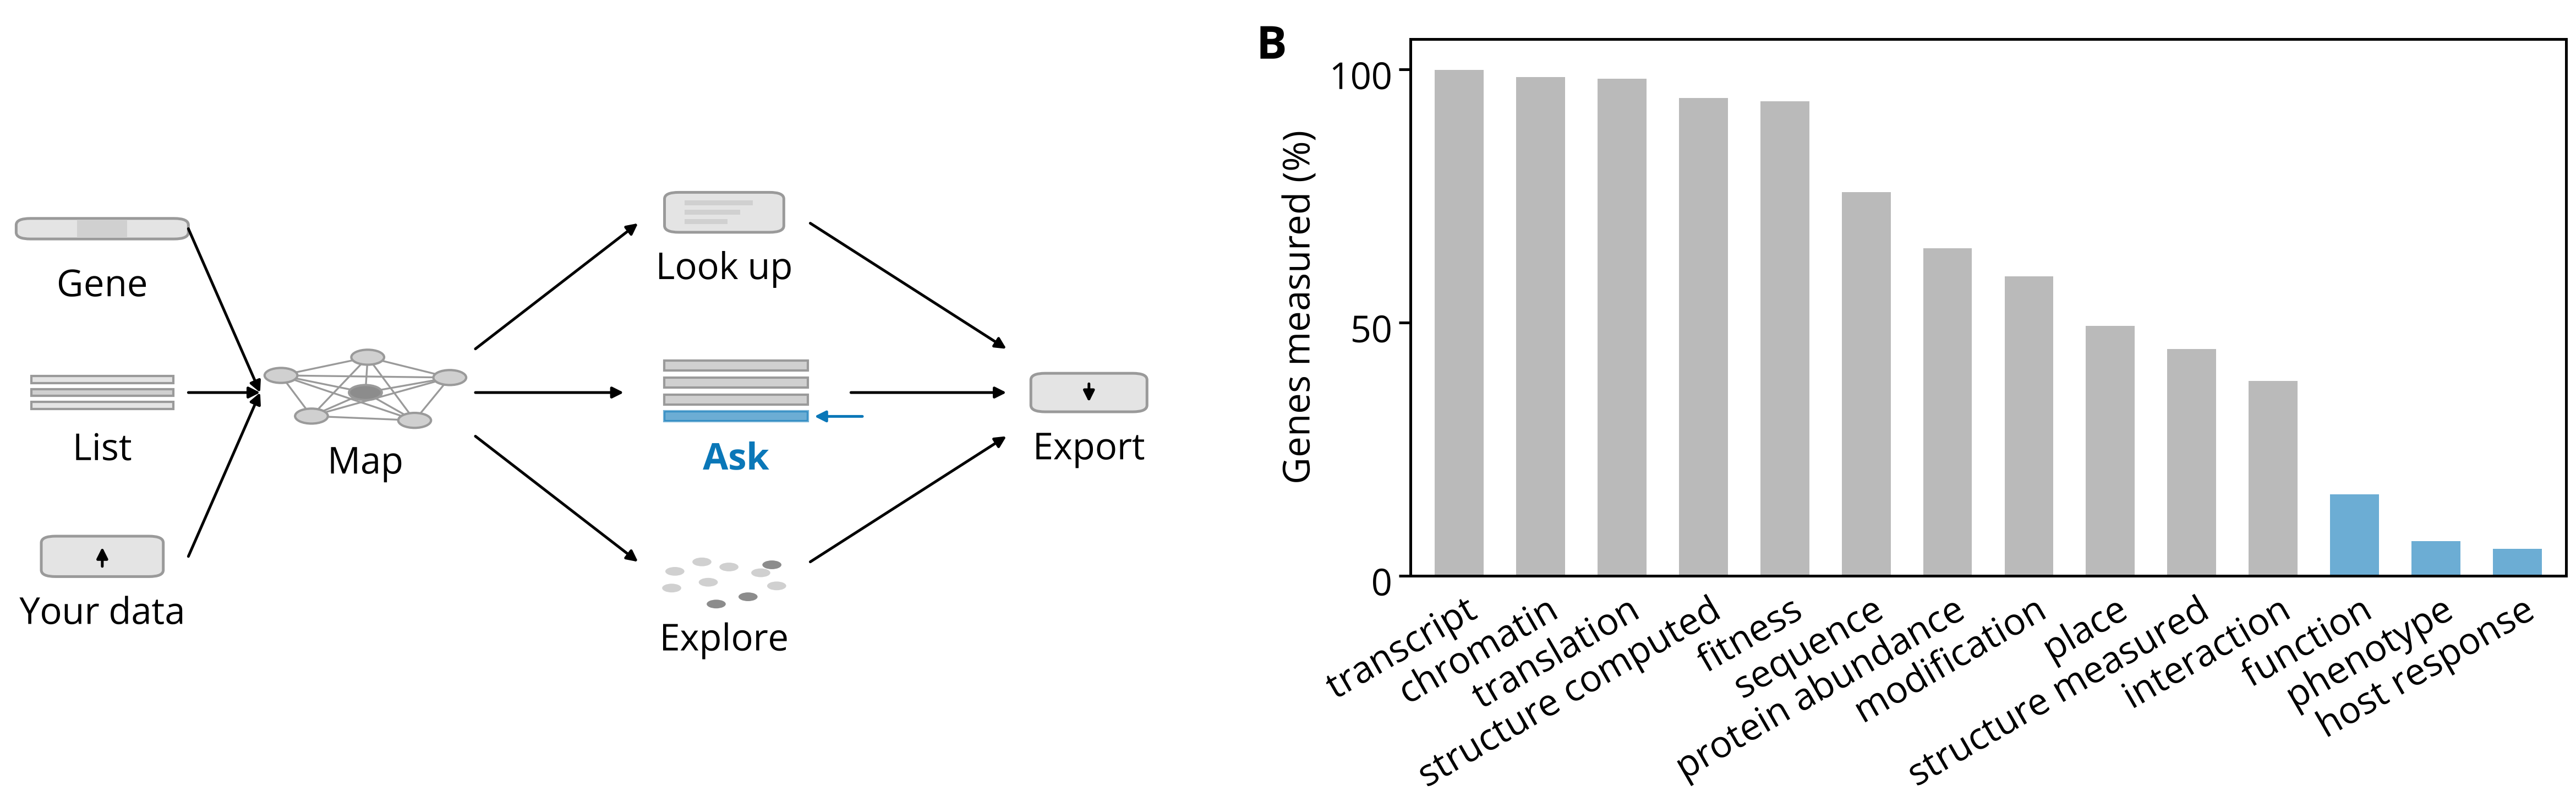 Gene
List
Your data
Map
Look up
Ask
Explore
Export
B
Genes measured (%)
100
50
0
transcript
chromatin
translation
structure computed
fitness
sequence
protein abundance
modification
place
structure measured
interaction
function
phenotype
host response